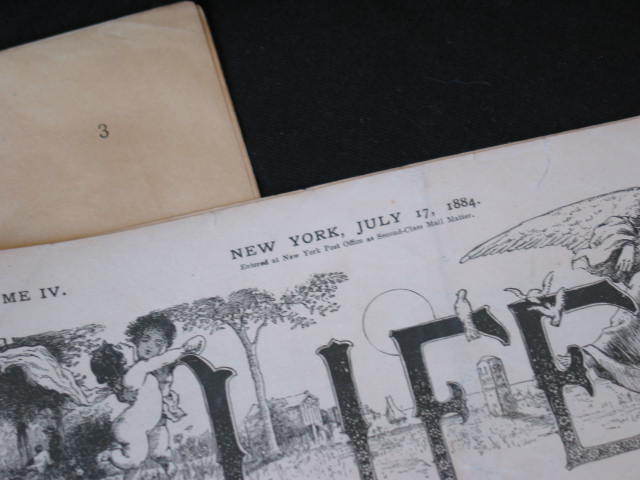 3
NEW YORK, JULY 17, 1884.
Entered at New York Post Office as Second-Class Mail Matter.
ME IV.
LIFE